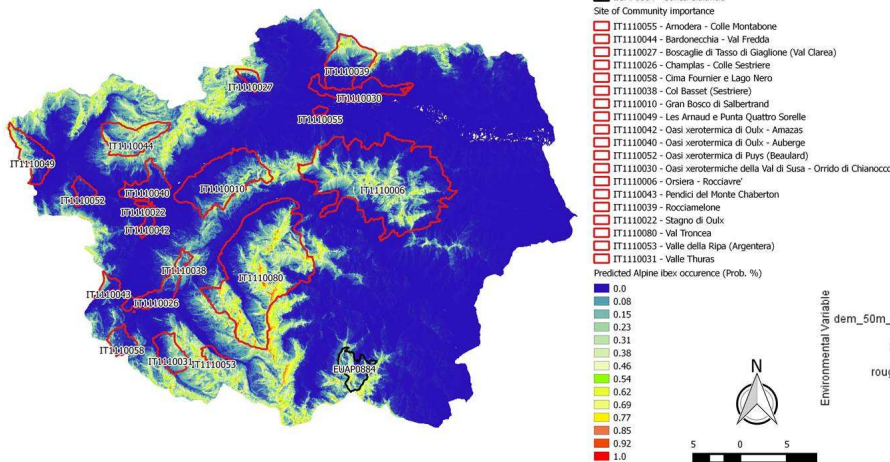 Site of Community importance
IT1110055 - Arnodera - Colle Montabone
IT1110044 - Bardonecchia - Val Fredda
IT1110027 - Boscaglie di Tasso di Giaglione (Val Clarea)
IT1110026 - Champlas - Colle Sestriere
IT1110058 - Cima Fournier e Lago Nero
IT1110038 - Col Basset (Sestriere)
IT1110010 - Gran Bosco di Salbertrand
IT1110049 - Les Arnaud e Punta Quattro Sorelle
IT1110042 - Oasi xerotermica di Oulx - Amazas
IT1110040 - Oasi xerotermica di Oulx - Auberge
IT1110052 - Oasi xerotermica di Puys (Beaulard)
IT1110030 - Oasi xerotermiche della Val di Susa - Orrido di Chianocco
IT1110006 - Orsiera - Rocciavre'
IT1110043 - Pendici del Monte Chaberton
IT1110039 - Rocciamelone
IT1110022 - Stagno di Oulx
IT1110080 - Val Troncea
IT1110053 - Valle della Ripa (Argentera)
IT1110031 - Valle Thuras
Predicted Alpine ibex occurence (Prob. %)
0.0
0.08
0.15
0.23
0.31
0.38
0.46
0.54
0.62
0.69
0.77
0.85
0.92
1.0
IT1110039
IT1110027
IT1110030
IT1110055
IT1110044
IT1110049
IT1110010
IT1110006
IT1110040
IT1110052
IT1110022
IT1110042
IT1110038
IT1110080
IT1110043
IT1110026
IT1110058
IT1110031
IT1110053
EUAP0884
N
5 0 5
Environmental Variable
dem_50m_
roug